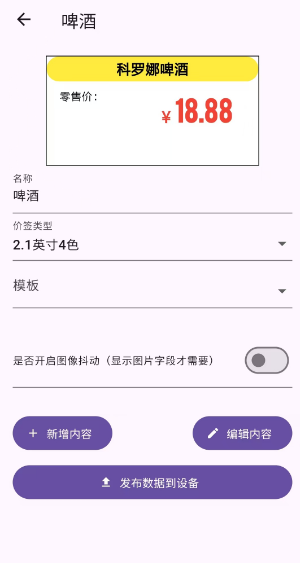 啤酒
科罗娜啤酒
零售价：
¥ 18.88
名称
啤酒
价签类型
2.1英寸4色
模板
是否开启图像抖动（显示图片字段才需要）
新增内容
编辑内容
发布数据到设备